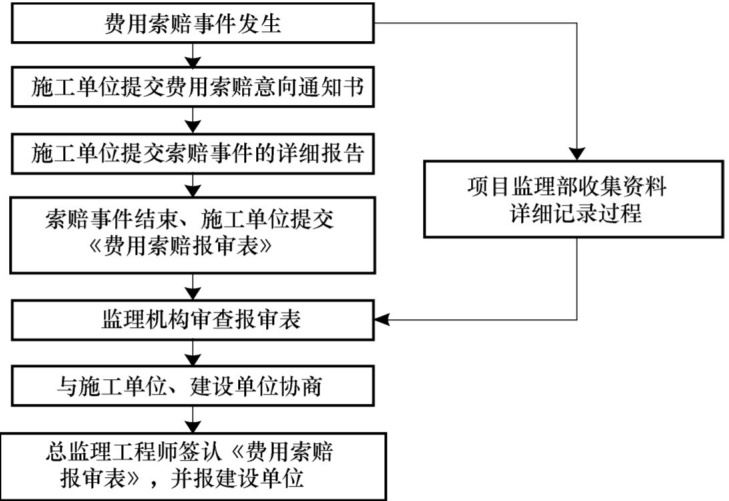 费用索赔事件发生
施工单位提交费用索赔意向通知书
施工单位提交索赔事件的详细报告
索赔事件结束、施工单位提交
《费用索赔报审表》
项目监理部收集资料
详细记录过程
监理机构审查报审表
与施工单位、建设单位协商
总监理工程师签认《费用索赔
报审表》，并报建设单位